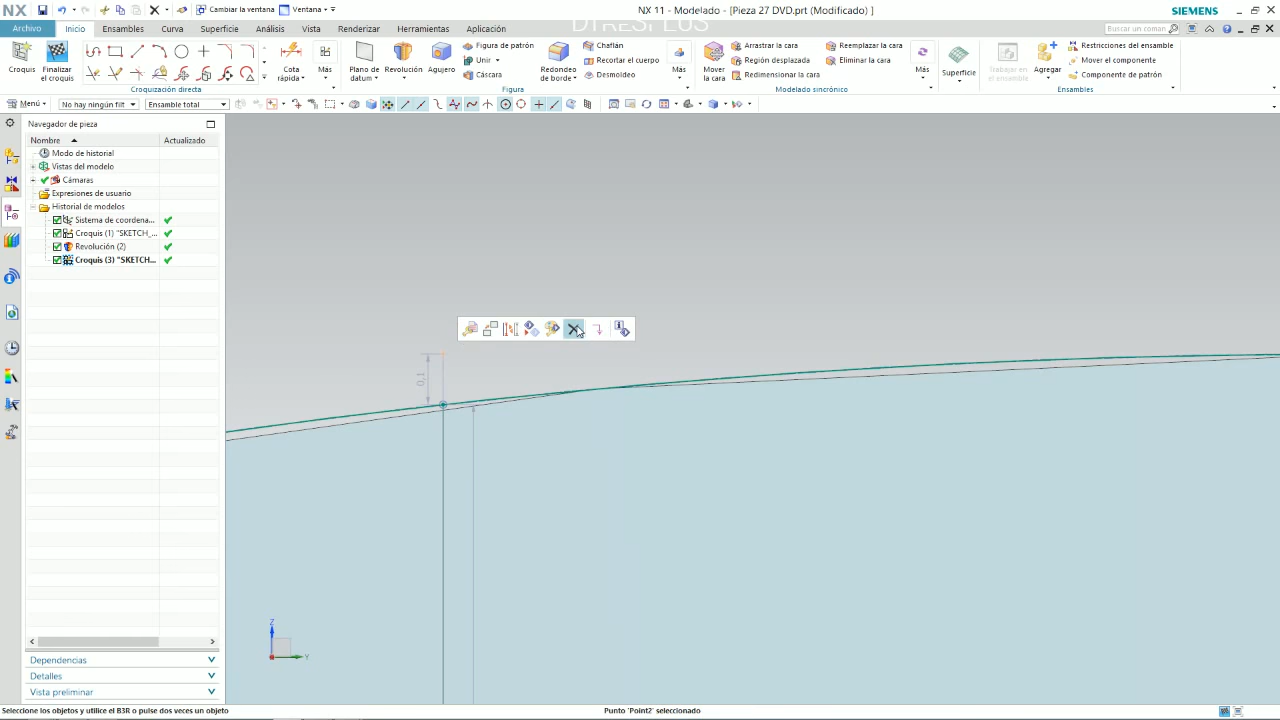 NX
Cambiar la ventana
Ventana
NX 11 - Modelado - [Pieza 27 DVD.prt (Modificado) ]
SIEMENS
DTRESPLUS
Archivo
Inicio
Ensambles
Curva
Superficie
Análisis
Vista
Renderizar
Herramientas
Aplicación
Buscar un coman
Croquis
Finalizar
el croquis
Cota
rápida
Más
Croquización directa
Plano de
datum
Revolución
Agujero
Figura de patrón
Unir
Cáscara
Redondeo
de borde
Chaflán
Recortar el cuerpo
Desmoldeo
Más
Figura
Mover
la cara
Arrastrar la cara
Región desplazada
Redimensionar la cara
Reemplazar la cara
Eliminar la cara
Más
Modelado sincrónico
Superficie
Trabajar en
el ensamble
Agregar
Restricciones del ensamble
Mover el componente
Componente de patrón
Ensambles
Menú
No hay ningún filt
Ensamble total
Navegador de pieza
Nombre
Actualizado
Modo de historial
Vistas del modelo
Cámaras
Expresiones de usuario
Historial de modelos
Sistema de coordena...
Croquis (1) "SKETCH_...
Revolución (2)
Croquis (3) "SKETCH...
0,1
Z
Y
Dependencias
Detalles
Vista preliminar
Seleccione los objetos y utilice el B3R o pulse dos veces un objeto
Punto 'Point2' seleccionado